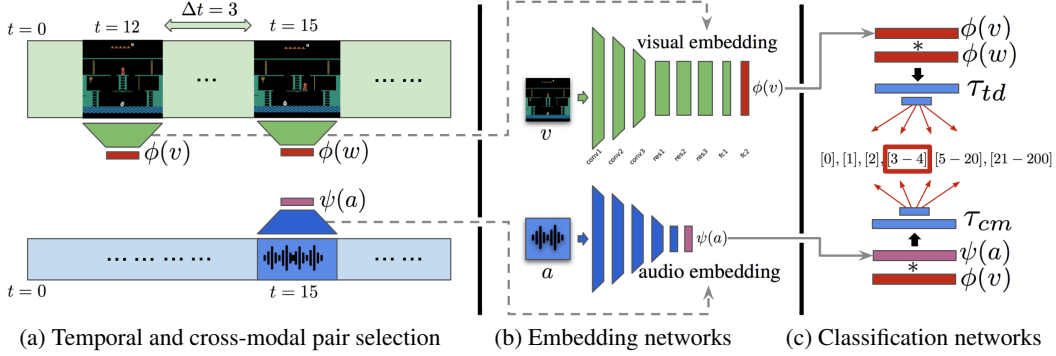 t = 0
t = 12
Δt = 3
t = 15
...
... ...
ϕ(v)
ϕ(w)
ψ(a)
... ... ...
... ...
t = 0
t = 15
(a) Temporal and cross-modal pair selection
visual embedding
v
ϕ(v)
conv1
conv2
conv3
res1
res2
res3
fc1
fc2
a
ψ(a)
audio embedding
(b) Embedding networks
ϕ(v)
*
ϕ(w)
τtd
[0], [1], [2], [3 − 4], [5 − 20], [21 − 200]
τcm
ψ(a)
*
ϕ(v)
(c) Classification networks